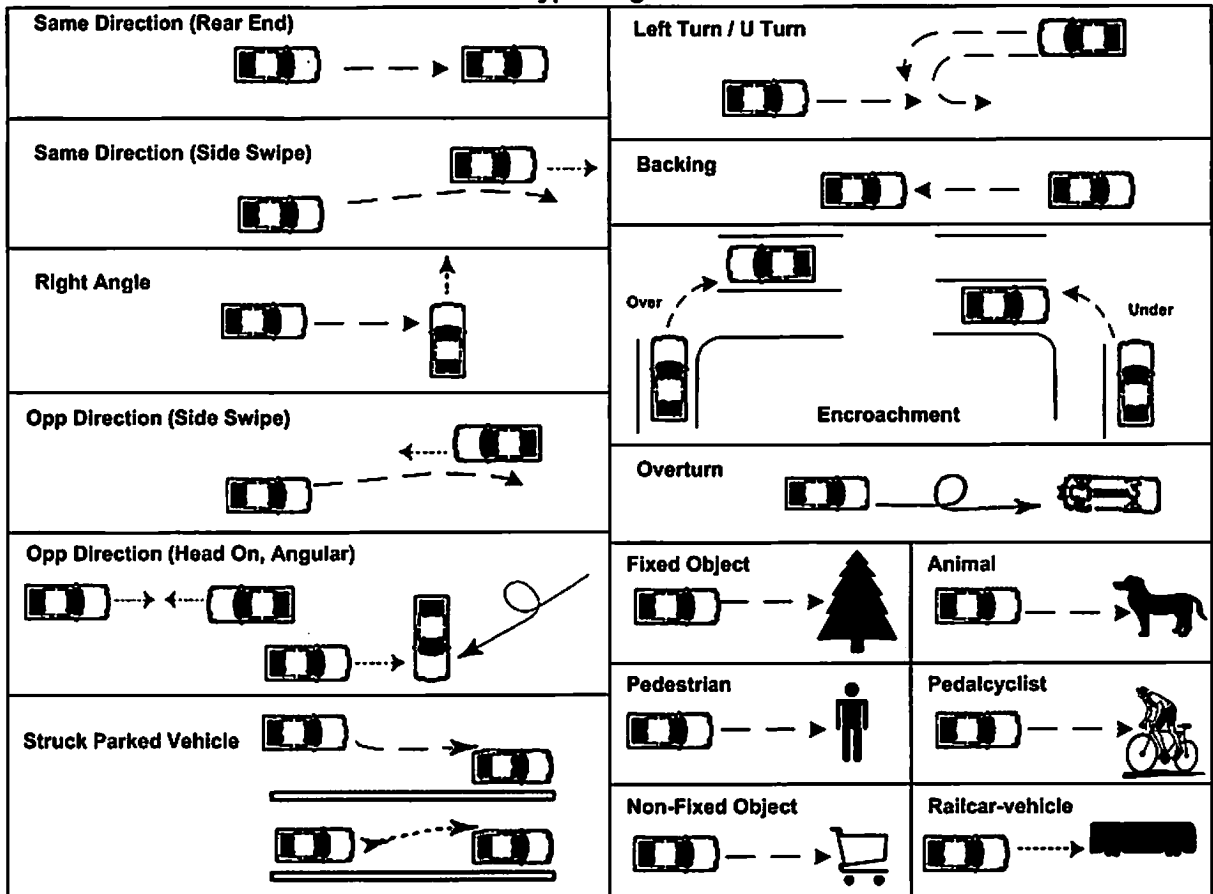 Same Direction (Rear End)
Same Direction (Side Swipe)
Right Angle
Opp Direction (Side Swipe)
Opp Direction (Head On, Angular)
Struck Parked Vehicle
Left Turn / U Turn
Backing
Over
Under
Encroachment
Overturn
Fixed Object
Animal
Pedestrian
Pedalcyclist
Non-Fixed Object
Railcar-vehicle